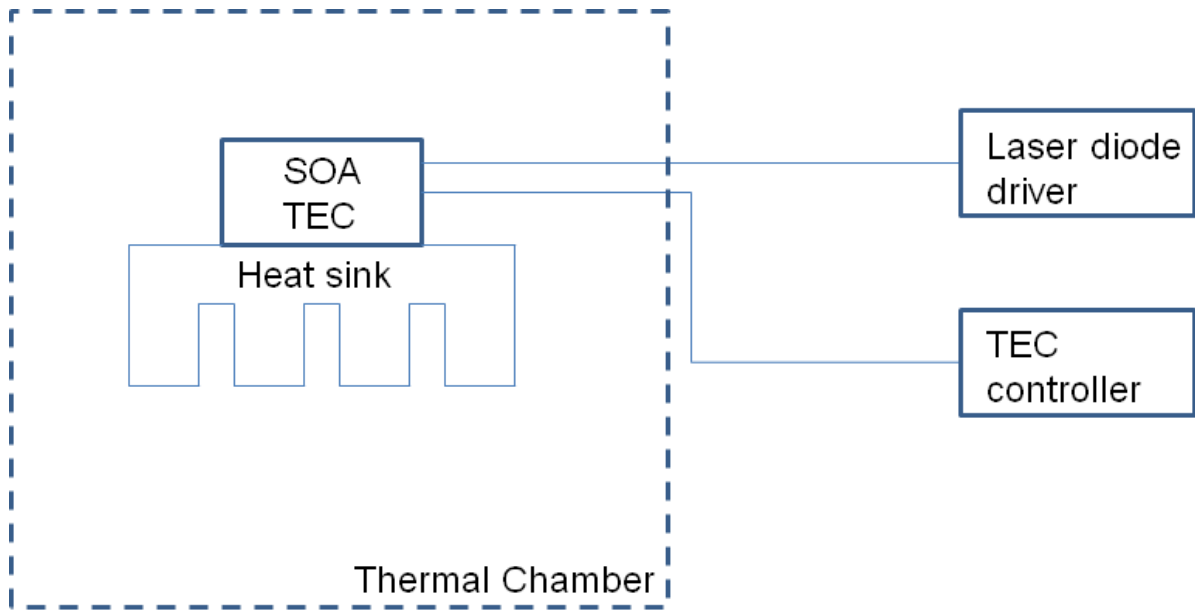 SOA
TEC
Heat sink
Thermal Chamber
Laser diode
driver
TEC
controller